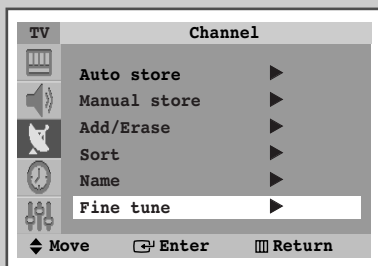 TV Channel
Auto store
Manual store
Add/Erase
Sort
Name
Fine tune
Move Enter Return